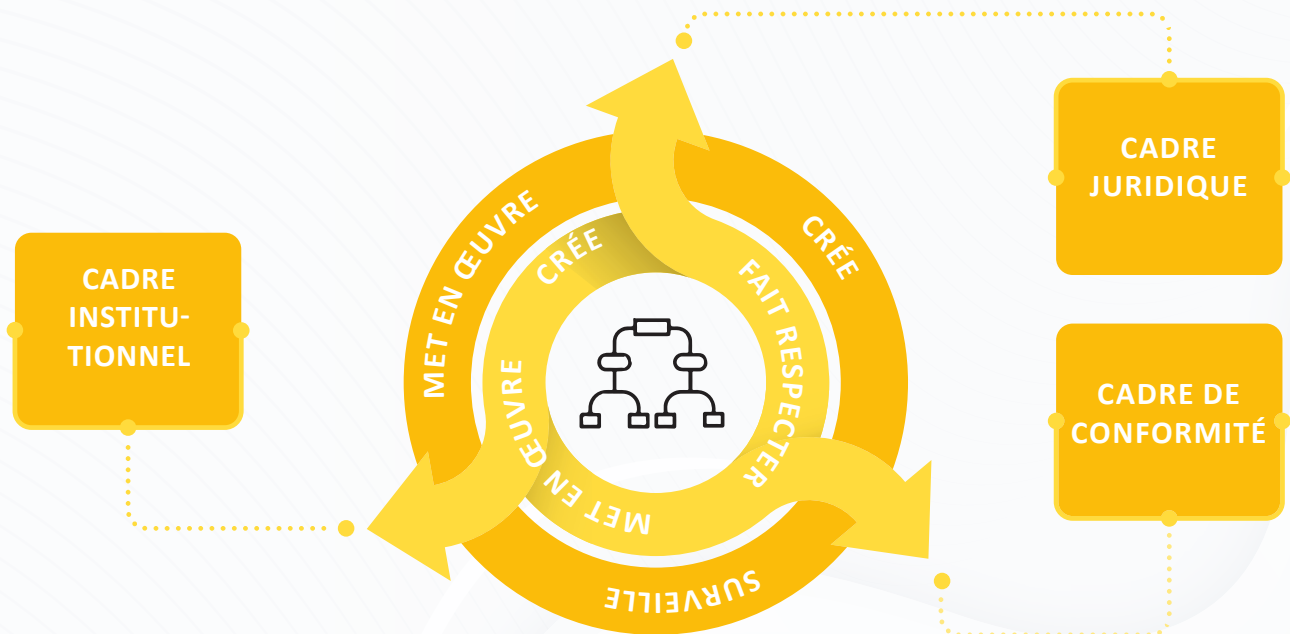 CADRE
JURIDIQUE
CADRE
INSTITU-
TIONNEL
CADRE DE
CONFORMITÉ
MET EN ŒUVRE
CRÉE
SURVEILLE
CRÉE
FAIT RESPECTER
MET EN ŒUVRE